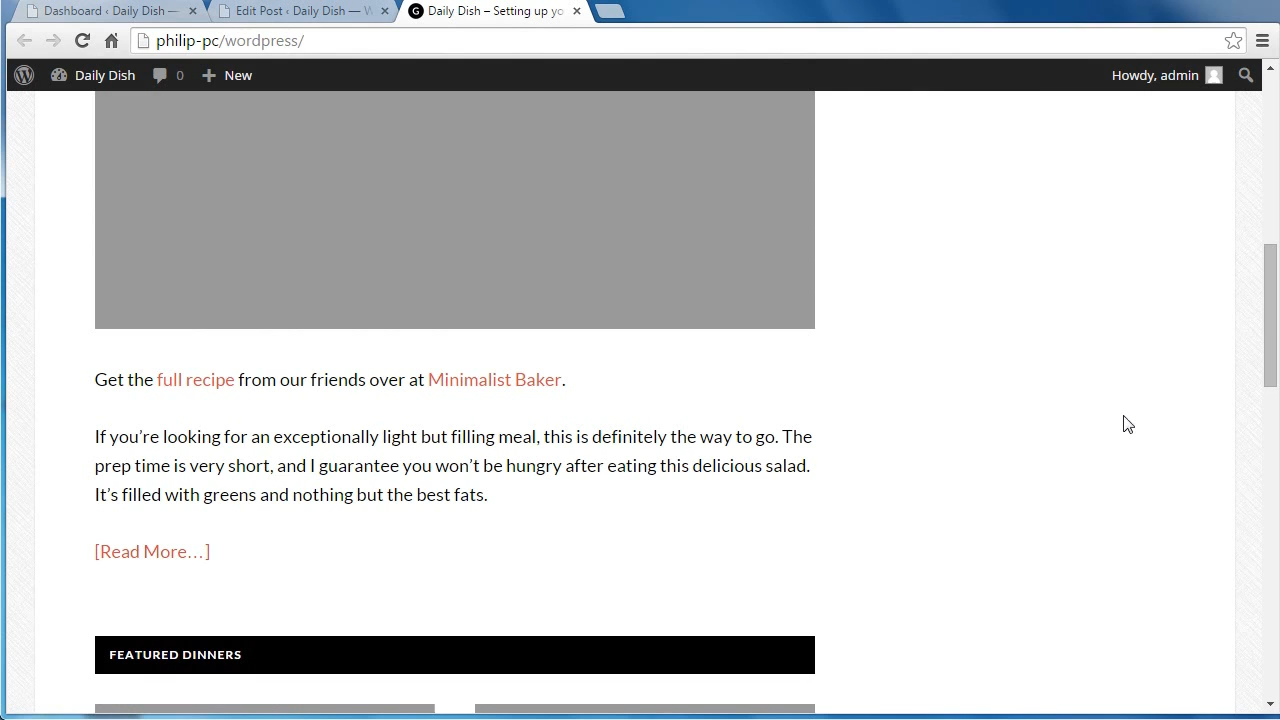 Dashboard ‹ Daily Dish —
Edit Post ‹ Daily Dish — W
Daily Dish – Setting up yo
philip-pc/wordpress/
Daily Dish 0 New Howdy, admin
Get the full recipe from our friends over at Minimalist Baker.
If you’re looking for an exceptionally light but filling meal, this is definitely the way to go. The
prep time is very short, and I guarantee you won’t be hungry after eating this delicious salad.
It’s filled with greens and nothing but the best fats.
[Read More…]
FEATURED DINNERS